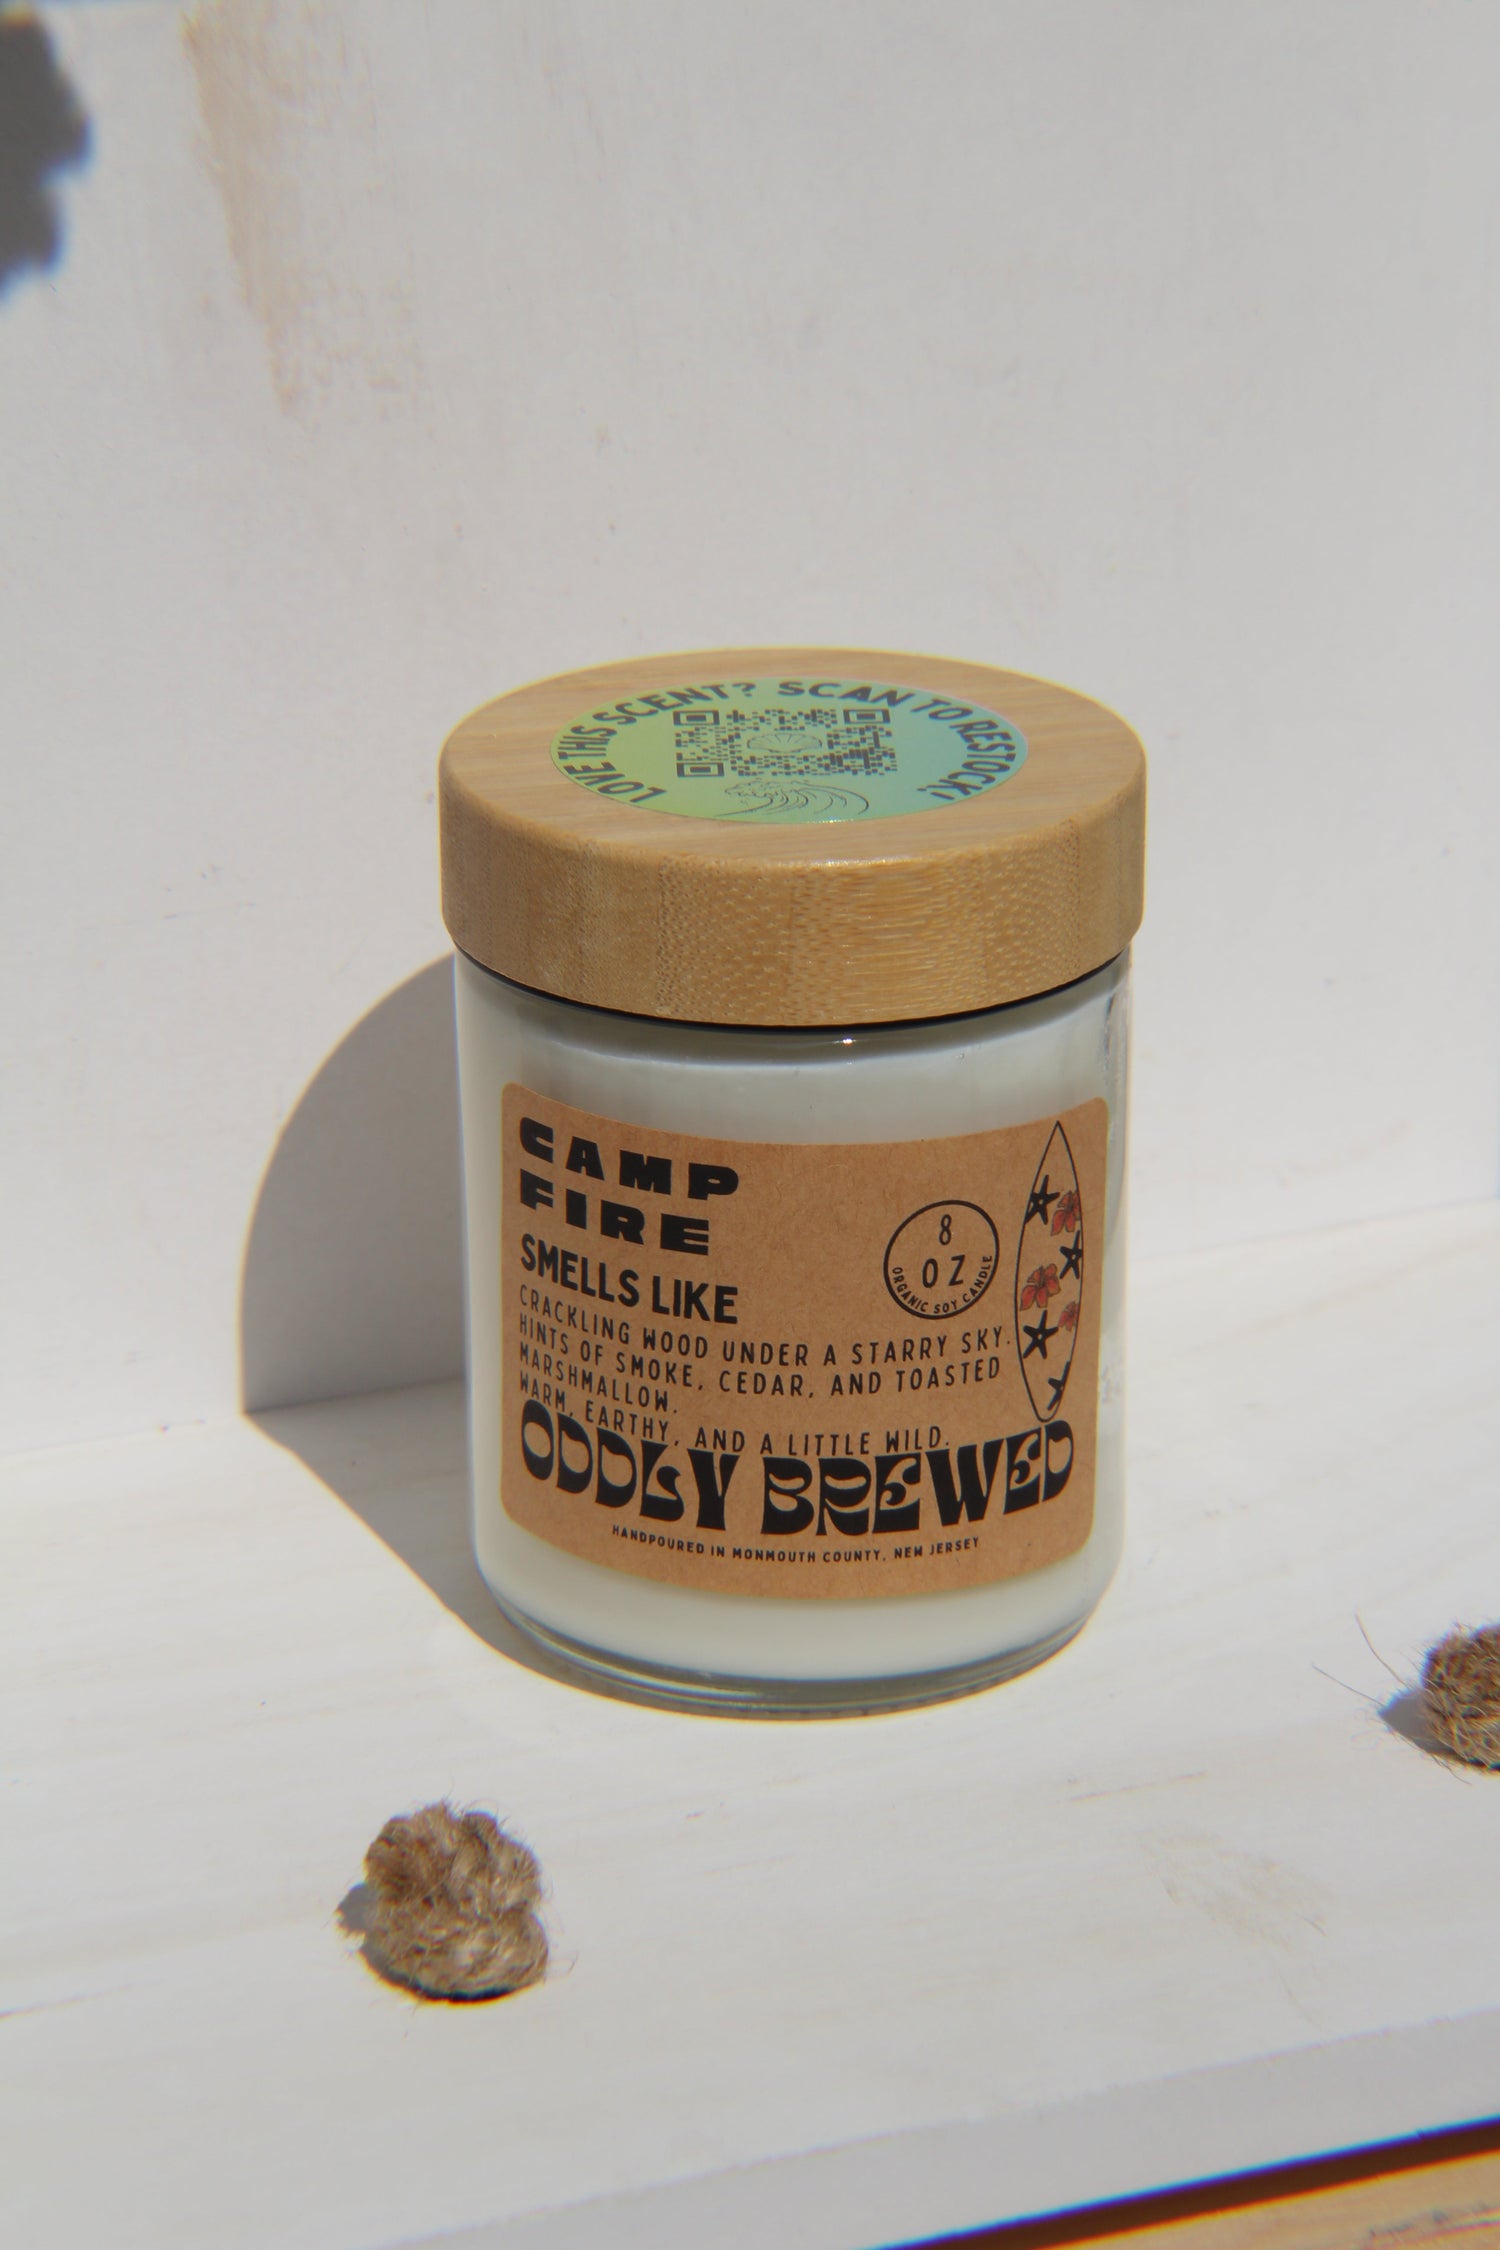 LOVE THIS SCENT? SCAN TO RESTOCK!
CAMP
FIRE
SMELLS LIKE
CRACKLING WOOD UNDER A STARRY SKY.
HINTS OF SMOKE, CEDAR, AND TOASTED
MARSHMALLOW.
WARM, EARTHY, AND A LITTLE WILD.
8
OZ
ORGANIC SOY CANDLE
ODDLY BREWED
HANDPOURED IN MONMOUTH COUNTY, NEW JERSEY